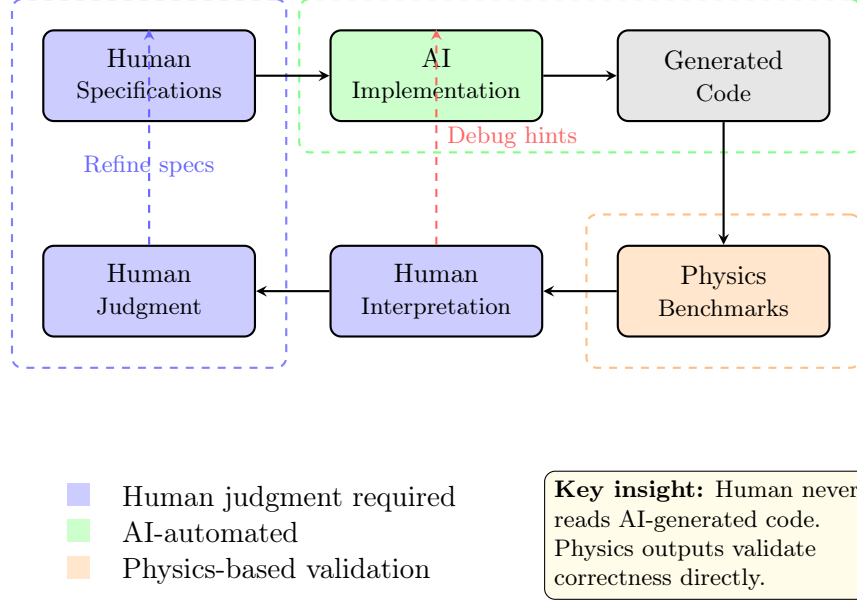 Human
Specifications
AI
Implementation
Generated
Code
Debug hints
Refine specs
Human
Judgment
Human
Interpretation
Physics
Benchmarks
Human judgment required
AI-automated
Physics-based validation
Key insight: Human never
reads AI-generated code.
Physics outputs validate
correctness directly.